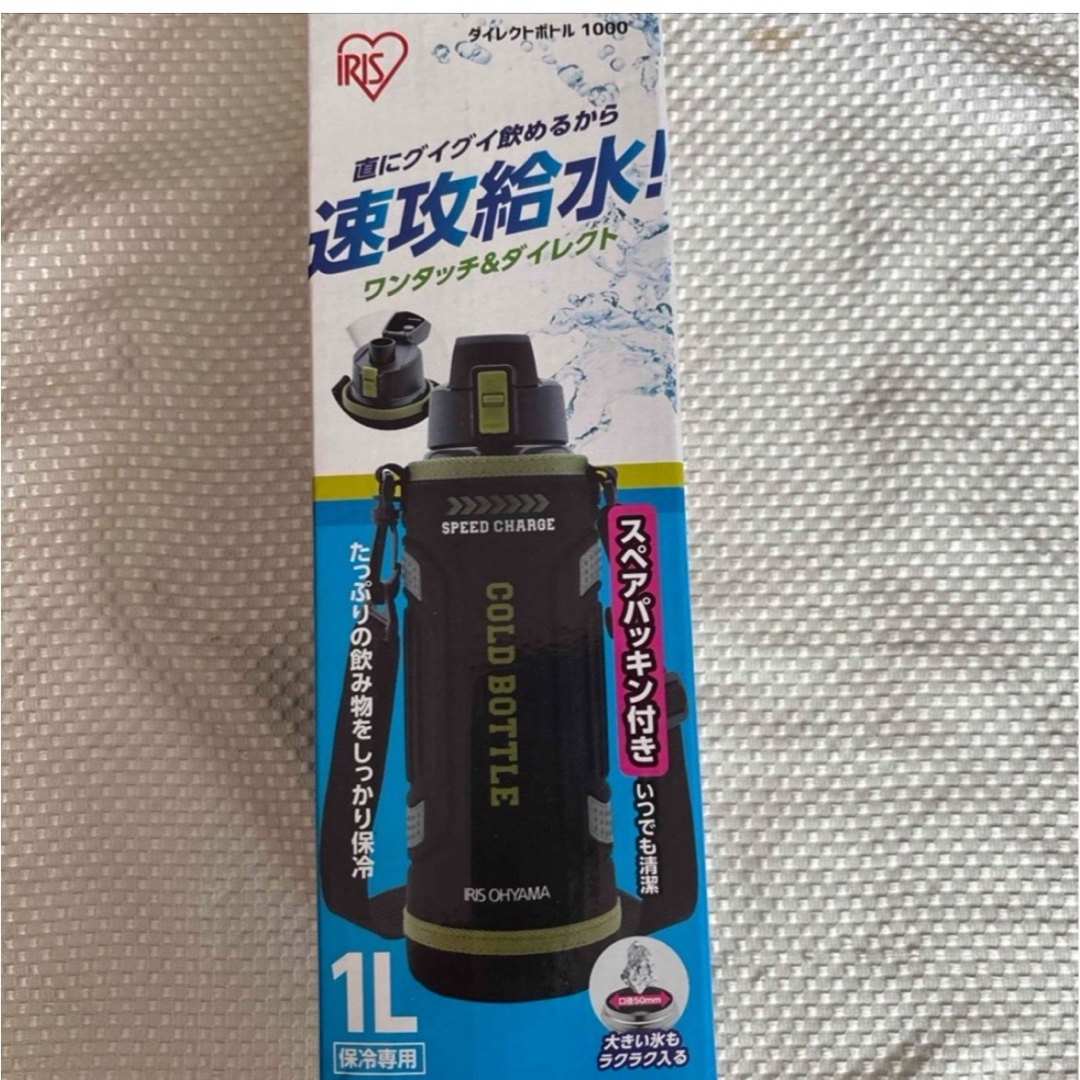 IRIS
ダイレクトボトル 1000
直にグイグイ飲めるから
速攻給水!
ワンタッチ&ダイレクト
SPEED CHARGE
COLD BOTTLE
IRIS OHYAMA
たっぷりの飲み物をしっかり保冷
スペアパッキン付き
いつでも清潔
1L
保冷専用
口径50mm
大きい氷も
ラクラク入る